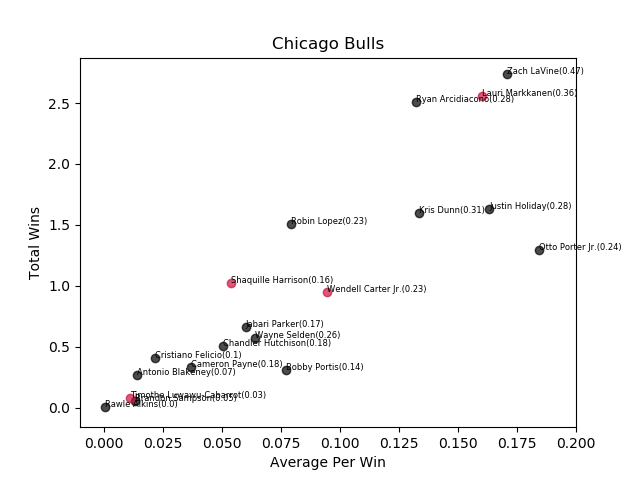 Chicago Bulls
Zach LaVine(0.47)
Lauri Markkanen(0.36)
Ryan Arcidiacono(0.28)
Justin Holiday(0.28)
Kris Dunn(0.31)
Robin Lopez(0.23)
Otto Porter Jr.(0.24)
Shaquille Harrison(0.16)
Wendell Carter Jr.(0.23)
Jabari Parker(0.17)
Wayne Selden(0.26)
Chandler Hutchison(0.18)
Cristiano Felicio(0.1)
Cameron Payne(0.18)
Bobby Portis(0.14)
Antonio Blakeney(0.07)
Timothe Luwawu-Cabarrot(0.03)
Brandon Sampson(0.05)
Rawle Alkins(0.0)
2.5
2.0
1.5
1.0
0.5
0.0
Total Wins
0.000 0.025 0.050 0.075 0.100 0.125 0.150 0.175 0.200
Average Per Win